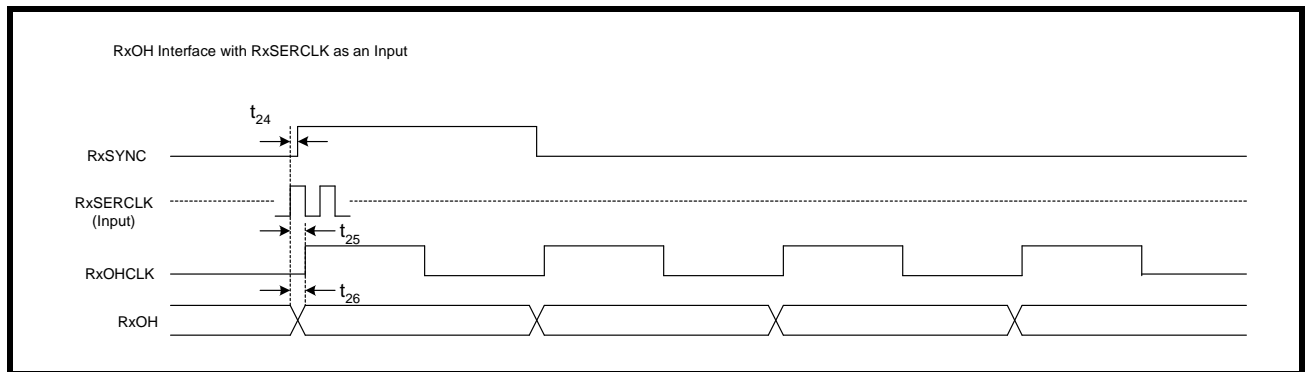 RxOH Interface with RxSERCLK as an Input
t24
RxSYNC
RxSERCLK
(Input)
t25
RxOHCLK
t26
RxOH